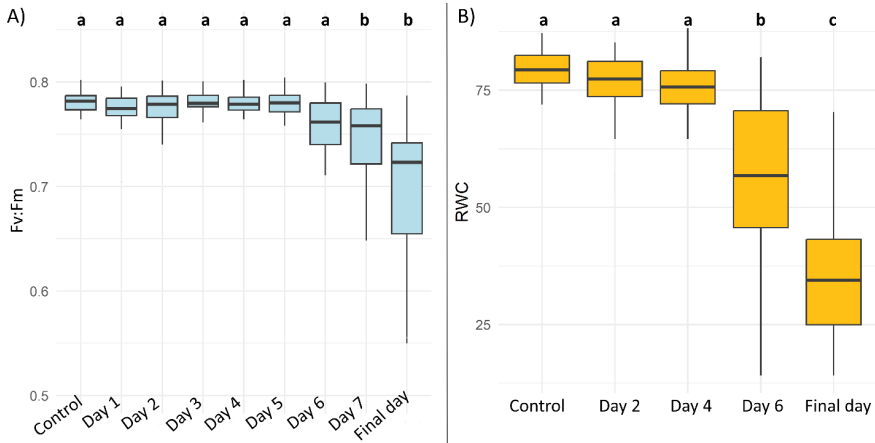 A)
a a a a a a a b b
Fv:Fm
0.8
0.7
0.6
0.5
Control Day 1 Day 2 Day 3 Day 4 Day 5 Day 6 Day 7 Final day
B)
a a a b c
RWC
75
50
25
Control Day 2 Day 4 Day 6 Final day